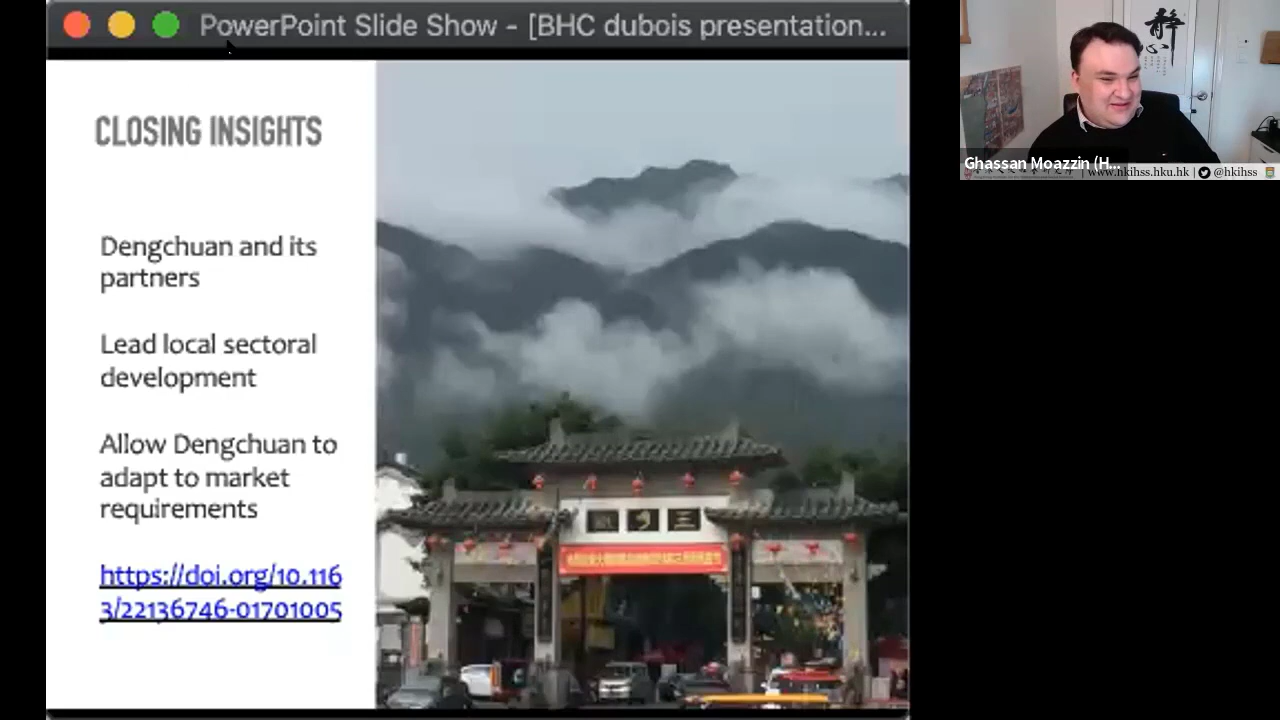 PowerPoint Slide Show - [BHC dubois presentation...
CLOSING INSIGHTS
Dengchuan and its
partners
Lead local sectoral
development
Allow Dengchuan to
adapt to market
requirements
https://doi.org/10.116
3/22136746-01701005
静
心
Ghassan Moazzin (H...
| www.hkihss.hku.hk | @hkihss